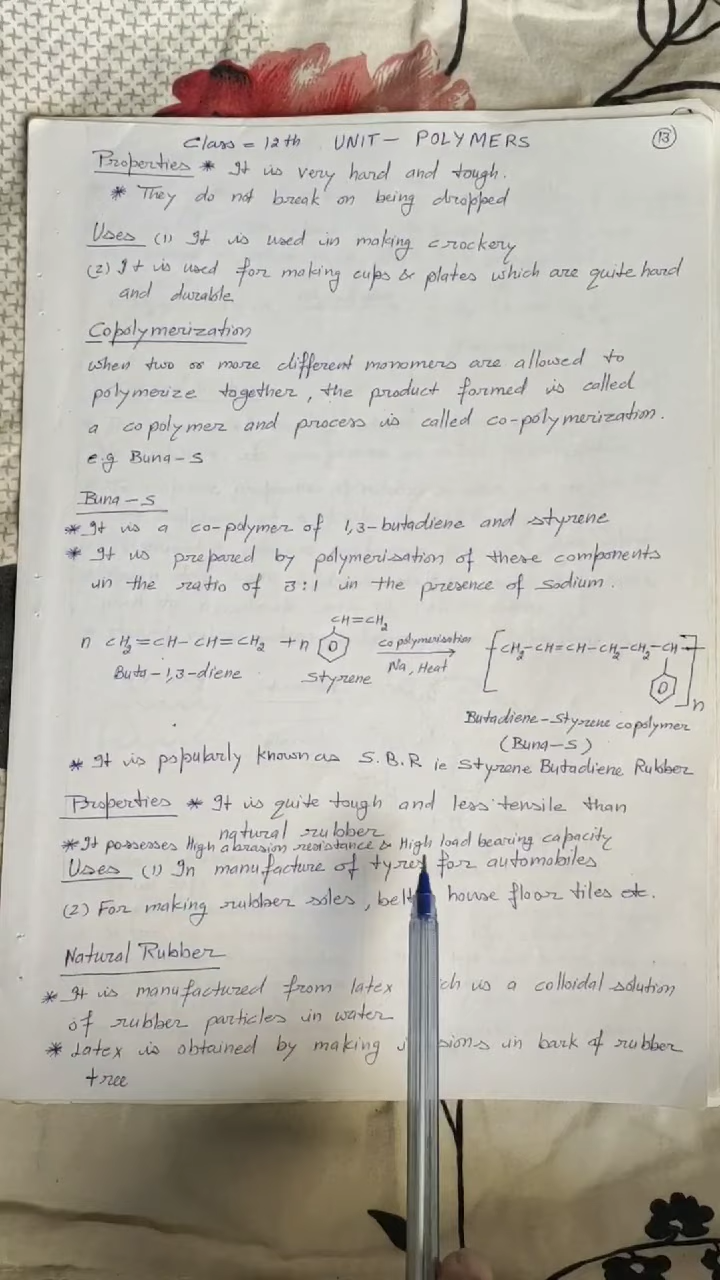 Class = 12th UNIT – POLYMERS 13
Properties * It is very hard and tough.
* They do not break on being dropped
Uses (1) It is used in making crockery
(2) It is used for making cups & plates which are quite hard
and durable
Copolymerization
when two or more different monomers are allowed to
polymerize together, the product formed is called
a copolymer and process is called co-polymerization.
e.g Buna-S
Buna-S
* It is a co-polymer of 1,3-butadiene and styrene
* It is prepared by polymerisation of these components
in the ratio of 3:1 in the presence of Sodium.
CH=CH₂
n CH₂=CH-CH=CH₂ + n copolymerisation [CH₂-CH=CH-CH₂-CH₂-CH]n
Buta-1,3-diene Styrene Na, Heat
Butadiene-Styrene copolymer
(Buna-S)
* It is popularly known as S.B.R ie Styrene Butadiene Rubber
Properties * It is quite tough and less tensile than
natural rubber
* It possesses High abrasion resistance & High load bearing capacity
Uses (1) In manufacture of tyres for automobiles
(2) For making rubber soles, house floor tiles etc.
Natural Rubber
* It is manufactured from latex is a colloidal solution
of rubber particles in water
* Latex is obtained by making in bark of rubber
tree